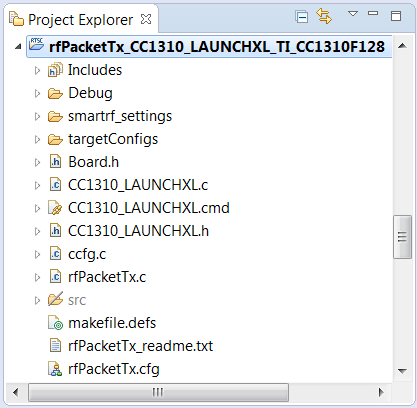 Project Explorer
RTSC
rfPacketTx_CC1310_LAUNCHXL_TI_CC1310F128
Includes
Debug
smartrf_settings
targetConfigs
.h Board.h
.c CC1310_LAUNCHXL.c
CC1310_LAUNCHXL.cmd
.h CC1310_LAUNCHXL.h
.c ccfg.c
.c rfPacketTx.c
src
makefile.defs
rfPacketTx_readme.txt
rfPacketTx.cfg